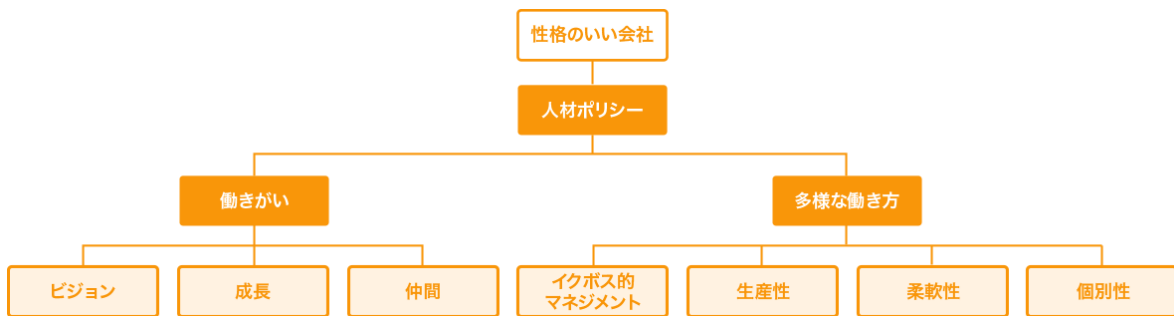 性格のいい会社
人材ポリシー
働きがい
多様な働き方
ビジョン
成長
仲間
イクボス的
マネジメント
生産性
柔軟性
個別性